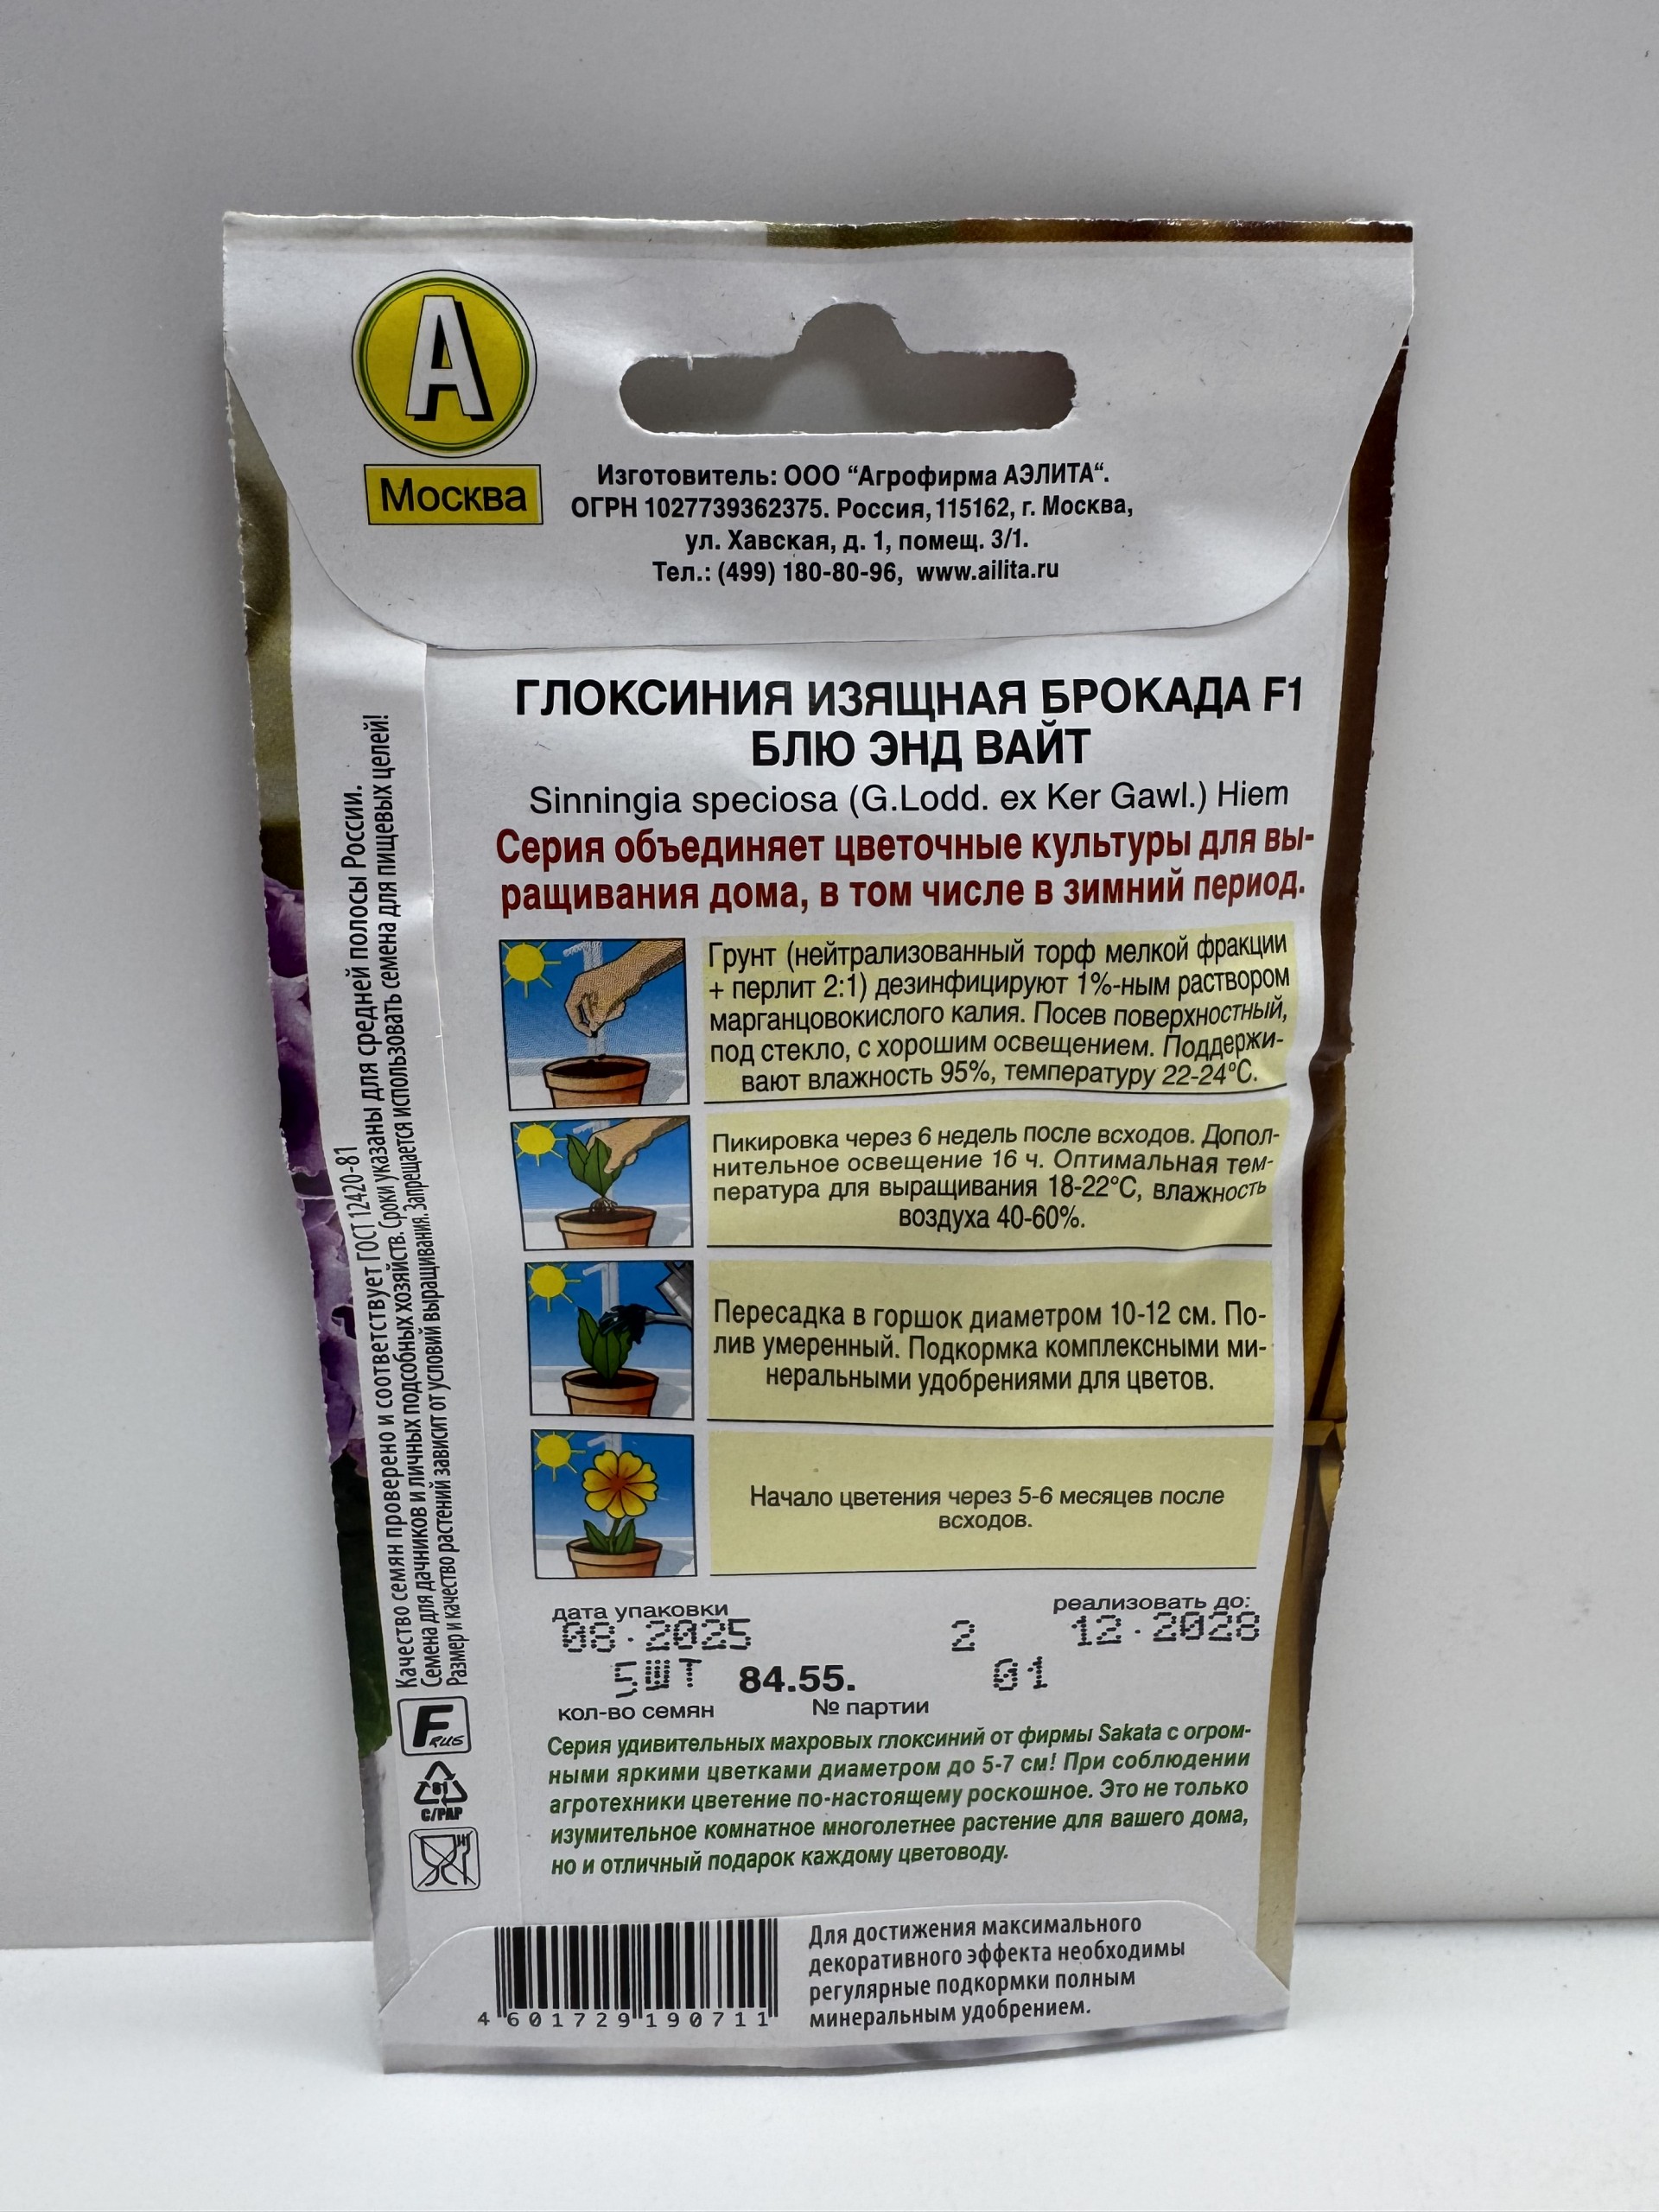 А
Москва
Изготовитель: ООО “Агрофирма АЭЛИТА“.
ОГРН 1027739362375. Россия, 115162, г. Москва,
ул. Хавская, д. 1, помещ. 3/1.
Тел.: (499) 180-80-96, www.ailita.ru
ГЛОКСИНИЯ ИЗЯЩНАЯ БРОКАДА F1
БЛЮ ЭНД ВАЙТ
Sinningia speciosa (G.Lodd. ex Ker Gawl.) Hiem
Серия объединяет цветочные культуры для вы-
ращивания дома, в том числе в зимний период.
Грунт (нейтрализованный торф мелкой фракции
+ перлит 2:1) дезинфицируют 1%-ным раствором
марганцовокислого калия. Посев поверхностный,
под стекло, с хорошим освещением. Поддержи-
вают влажность 95%, температуру 22-24°С.
Пикировка через 6 недель после всходов. Допол-
нительное освещение 16 ч. Оптимальная тем-
пература для выращивания 18-22°С, влажность
воздуха 40-60%.
Пересадка в горшок диаметром 10-12 см. По-
лив умеренный. Подкормка комплексными ми-
неральными удобрениями для цветов.
Начало цветения через 5-6 месяцев после
всходов.
дата упаковки реализовать до:
08.2025 2 12.2028
5ШТ 84.55. 01
кол-во семян № партии
Серия удивительных махровых глоксиний от фирмы Sakata с огром-
ными яркими цветками диаметром до 5-7 см! При соблюдении
агротехники цветение по-настоящему роскошное. Это не только
изумительное комнатное многолетнее растение для вашего дома,
но и отличный подарок каждому цветоводу.
Качество семян проверено и соответствует ГОСТ 12420-81
Семена для дачников и личных подсобных хозяйств. Сроки указаны для средней полосы России.
Размер и качество растений зависит от условий выращивания. Запрещается использовать семена для пищевых целей!
F RUS
81
C/PAP
4 601729 190711
Для достижения максимального
декоративного эффекта необходимы
регулярные подкормки полным
минеральным удобрением.